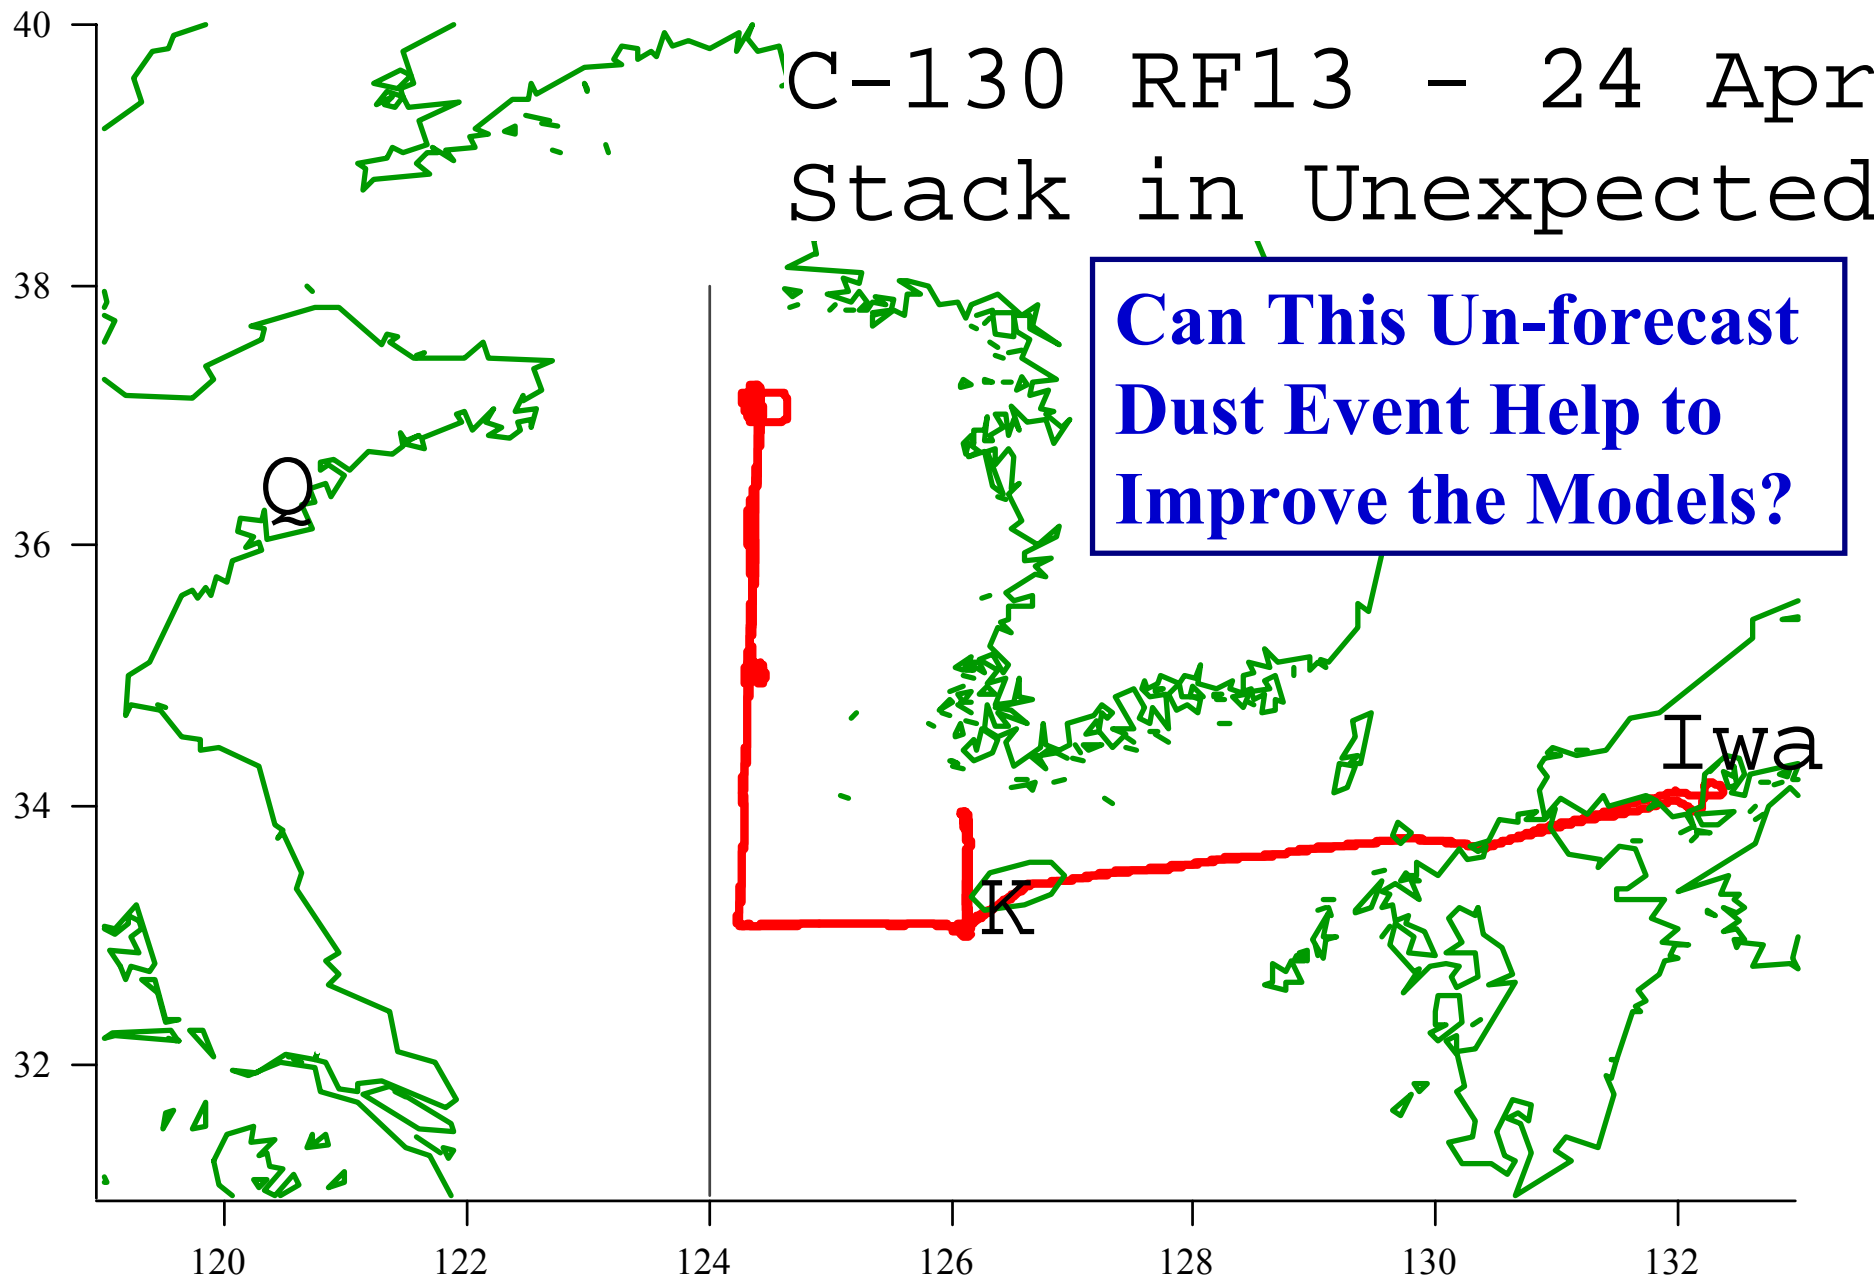 40
C-130 RF13 - 24 Apr
Stack in Unexpected
38
Can This Un-forecast
Dust Event Help to
Improve the Models?
Q
36
Iwa
34
K
32
120 122 124 126 128 130 132